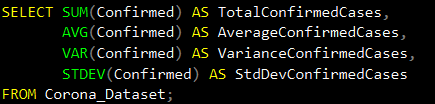 SELECT SUM(Confirmed) AS TotalConfirmedCases,
AVG(Confirmed) AS AverageConfirmedCases,
VAR(Confirmed) AS VarianceConfirmedCases,
STDEV(Confirmed) AS StdDevConfirmedCases
FROM Corona_Dataset;